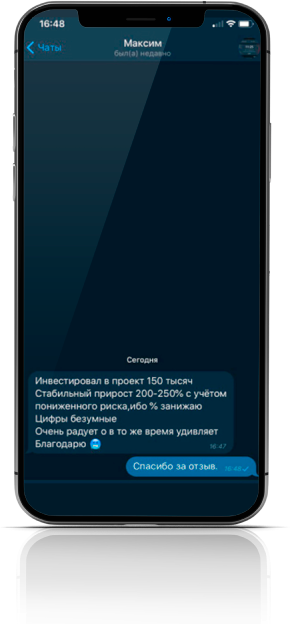 16:48
Чаты
Максим
был(а) недавно
Сегодня
Инвестировал в проект 150 тысяч
Стабильный прирост 200-250% с учётом
пониженного риска,ибо % занижаю
Цифры безумные
Очень радует о в то же время удивляет
Благодарю
16:47
Спасибо за отзыв.
16:48